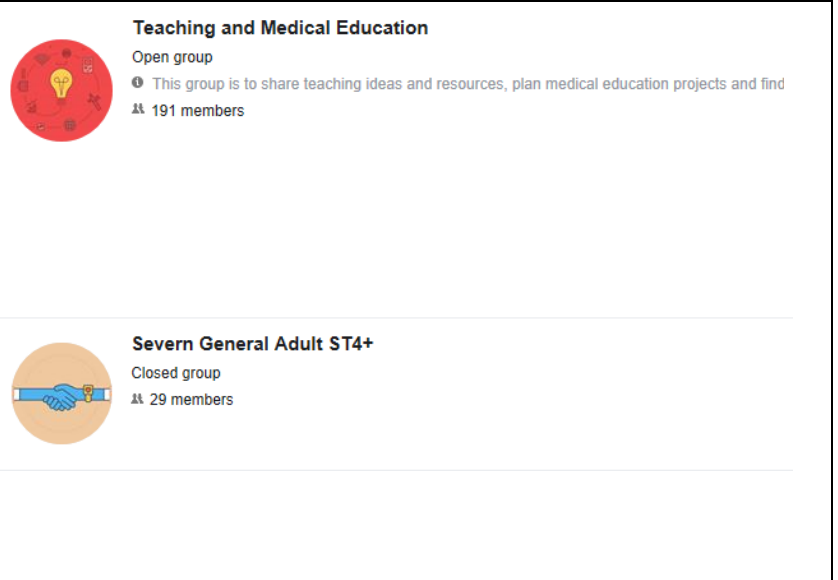 Teaching and Medical Education
Open group
This group is to share teaching ideas and resources, plan medical education projects and find
191 members
Severn General Adult ST4+
Closed group
29 members